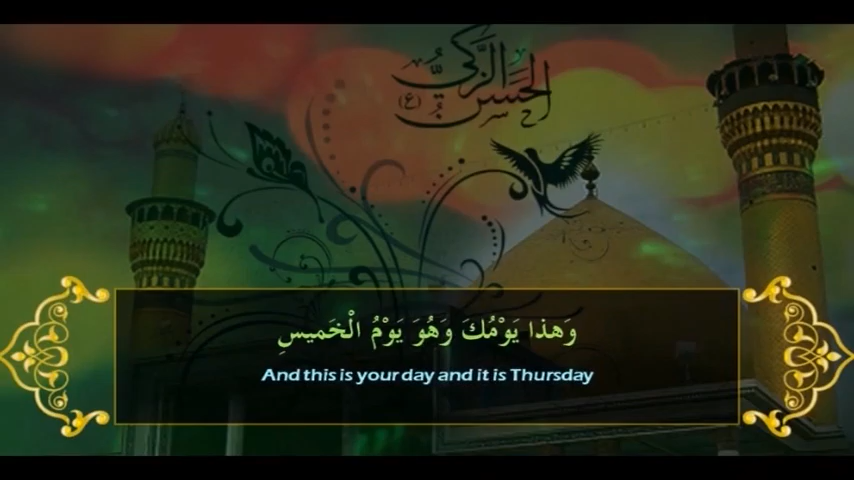 الحسن الزكي
(ع)
وَهذا يَوْمُكَ وَهُوَ يَوْمُ الْخَميسِ
And this is your day and it is Thursday